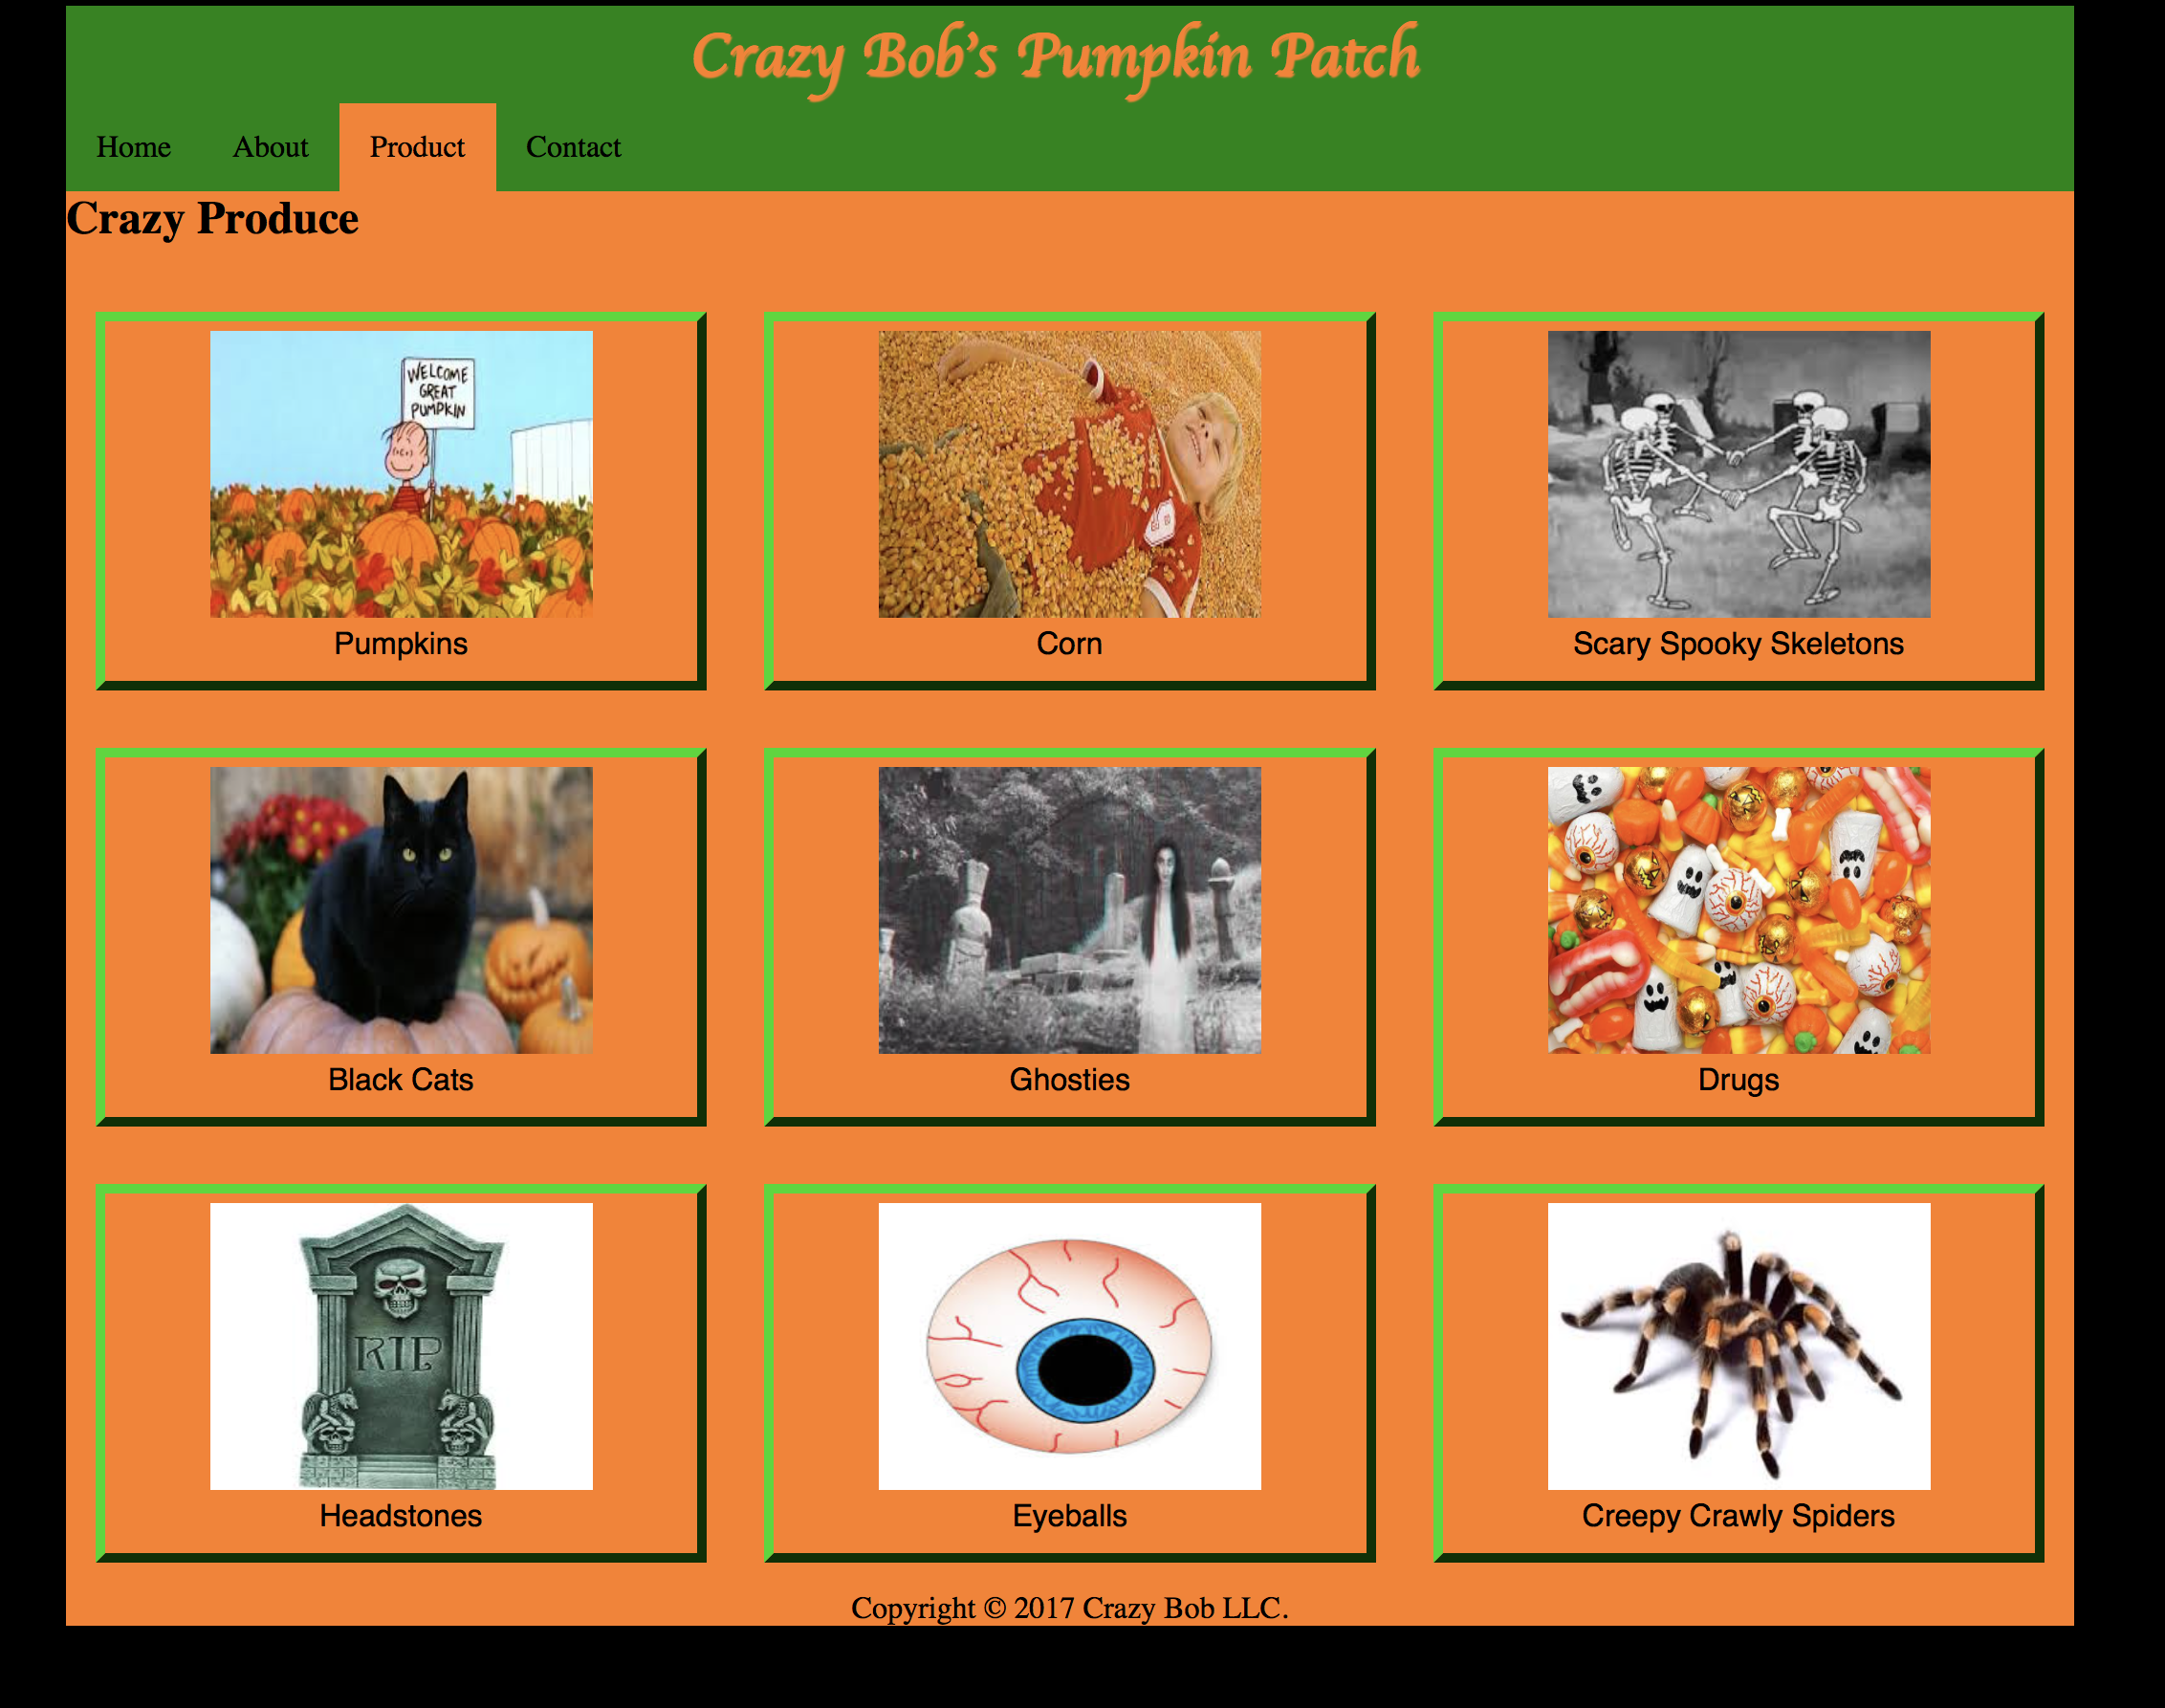 Crazy Bob's Pumpkin Patch
Home About Product Contact
Crazy Produce
WELCOME
GREAT
PUMPKIN
Pumpkins
Corn
Scary Spooky Skeletons
Black Cats
Ghosties
Drugs
RIP
Headstones
Eyeballs
Creepy Crawly Spiders
Copyright © 2017 Crazy Bob LLC.